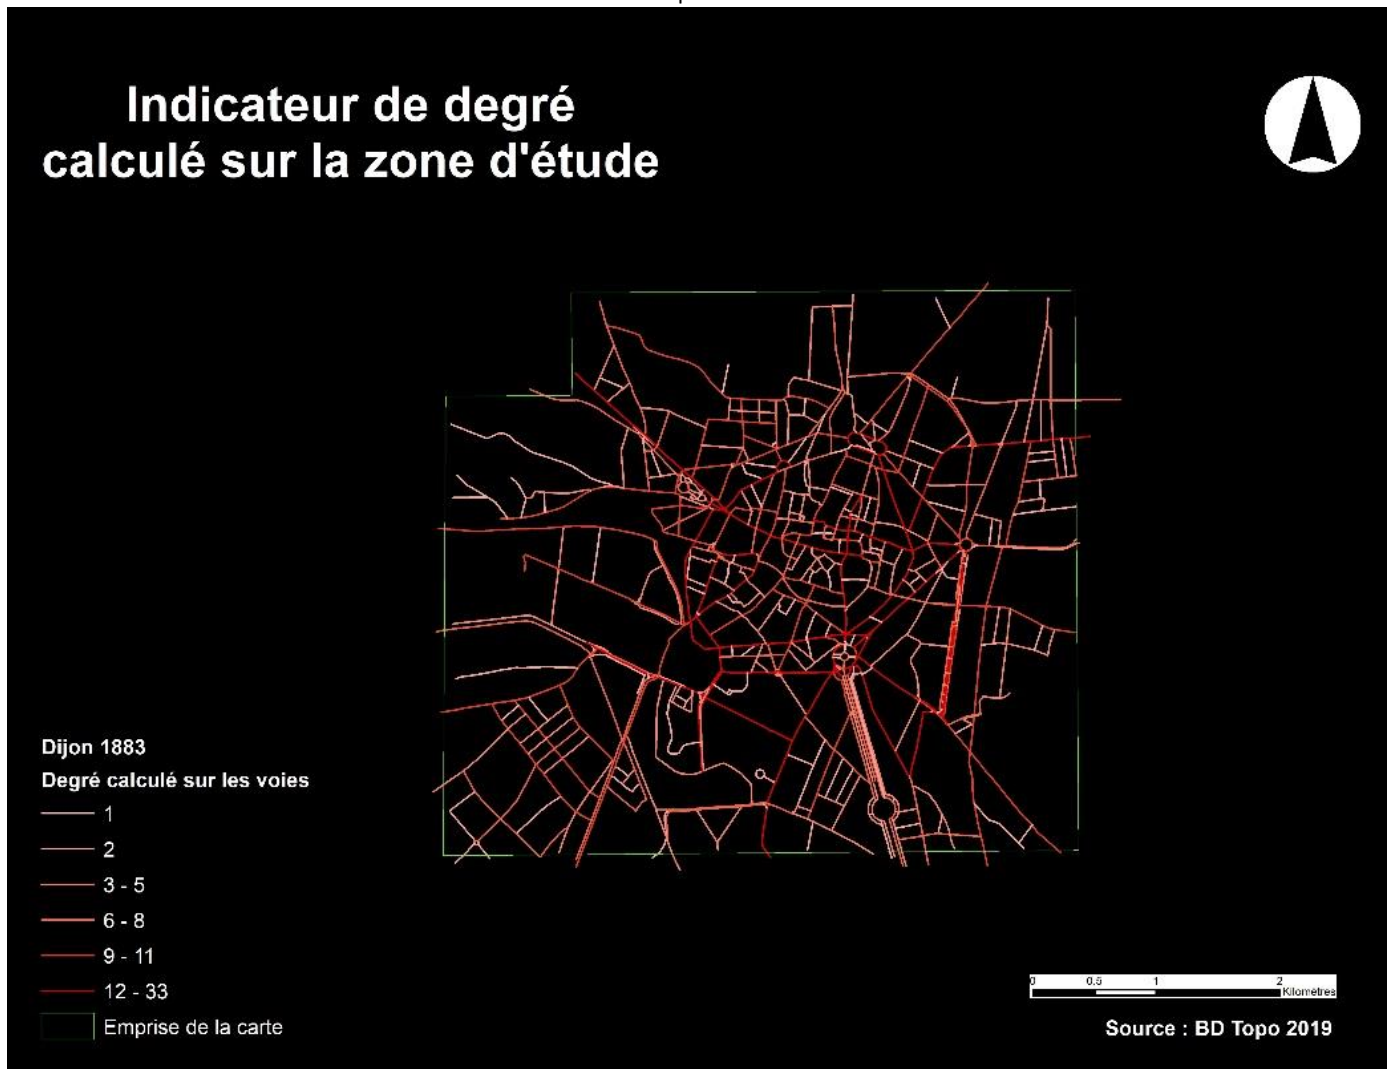 Indicateur de degré
calculé sur la zone d'étude
Dijon 1883
Degré calculé sur les voies
1
2
3 - 5
6 - 8
9 - 11
12 - 33
Emprise de la carte
0 0,5 1 2
Kilomètres
Source : BD Topo 2019